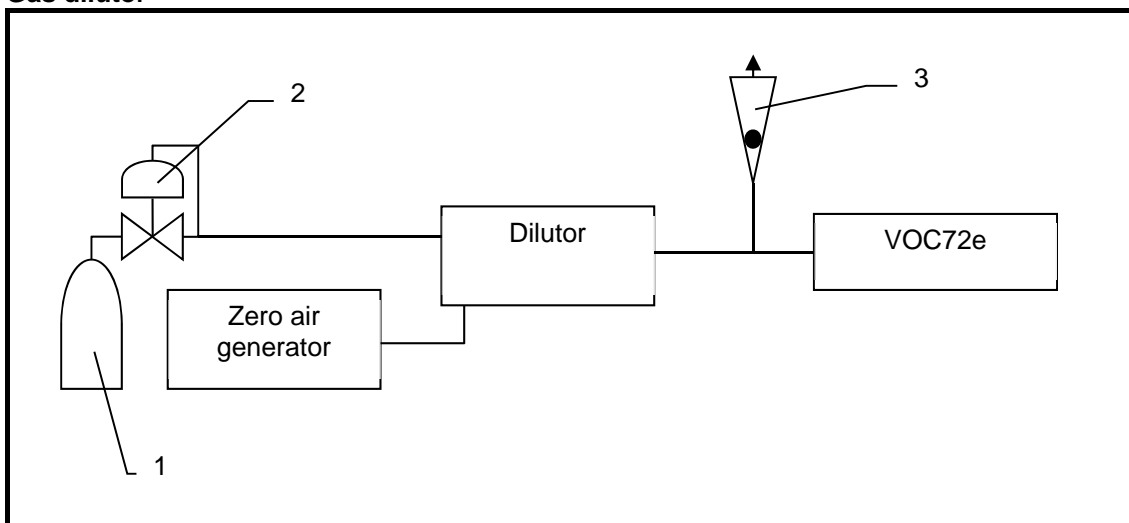 Gas dilutor
2
3
Dilutor
VOC72e
Zero air
generator
1